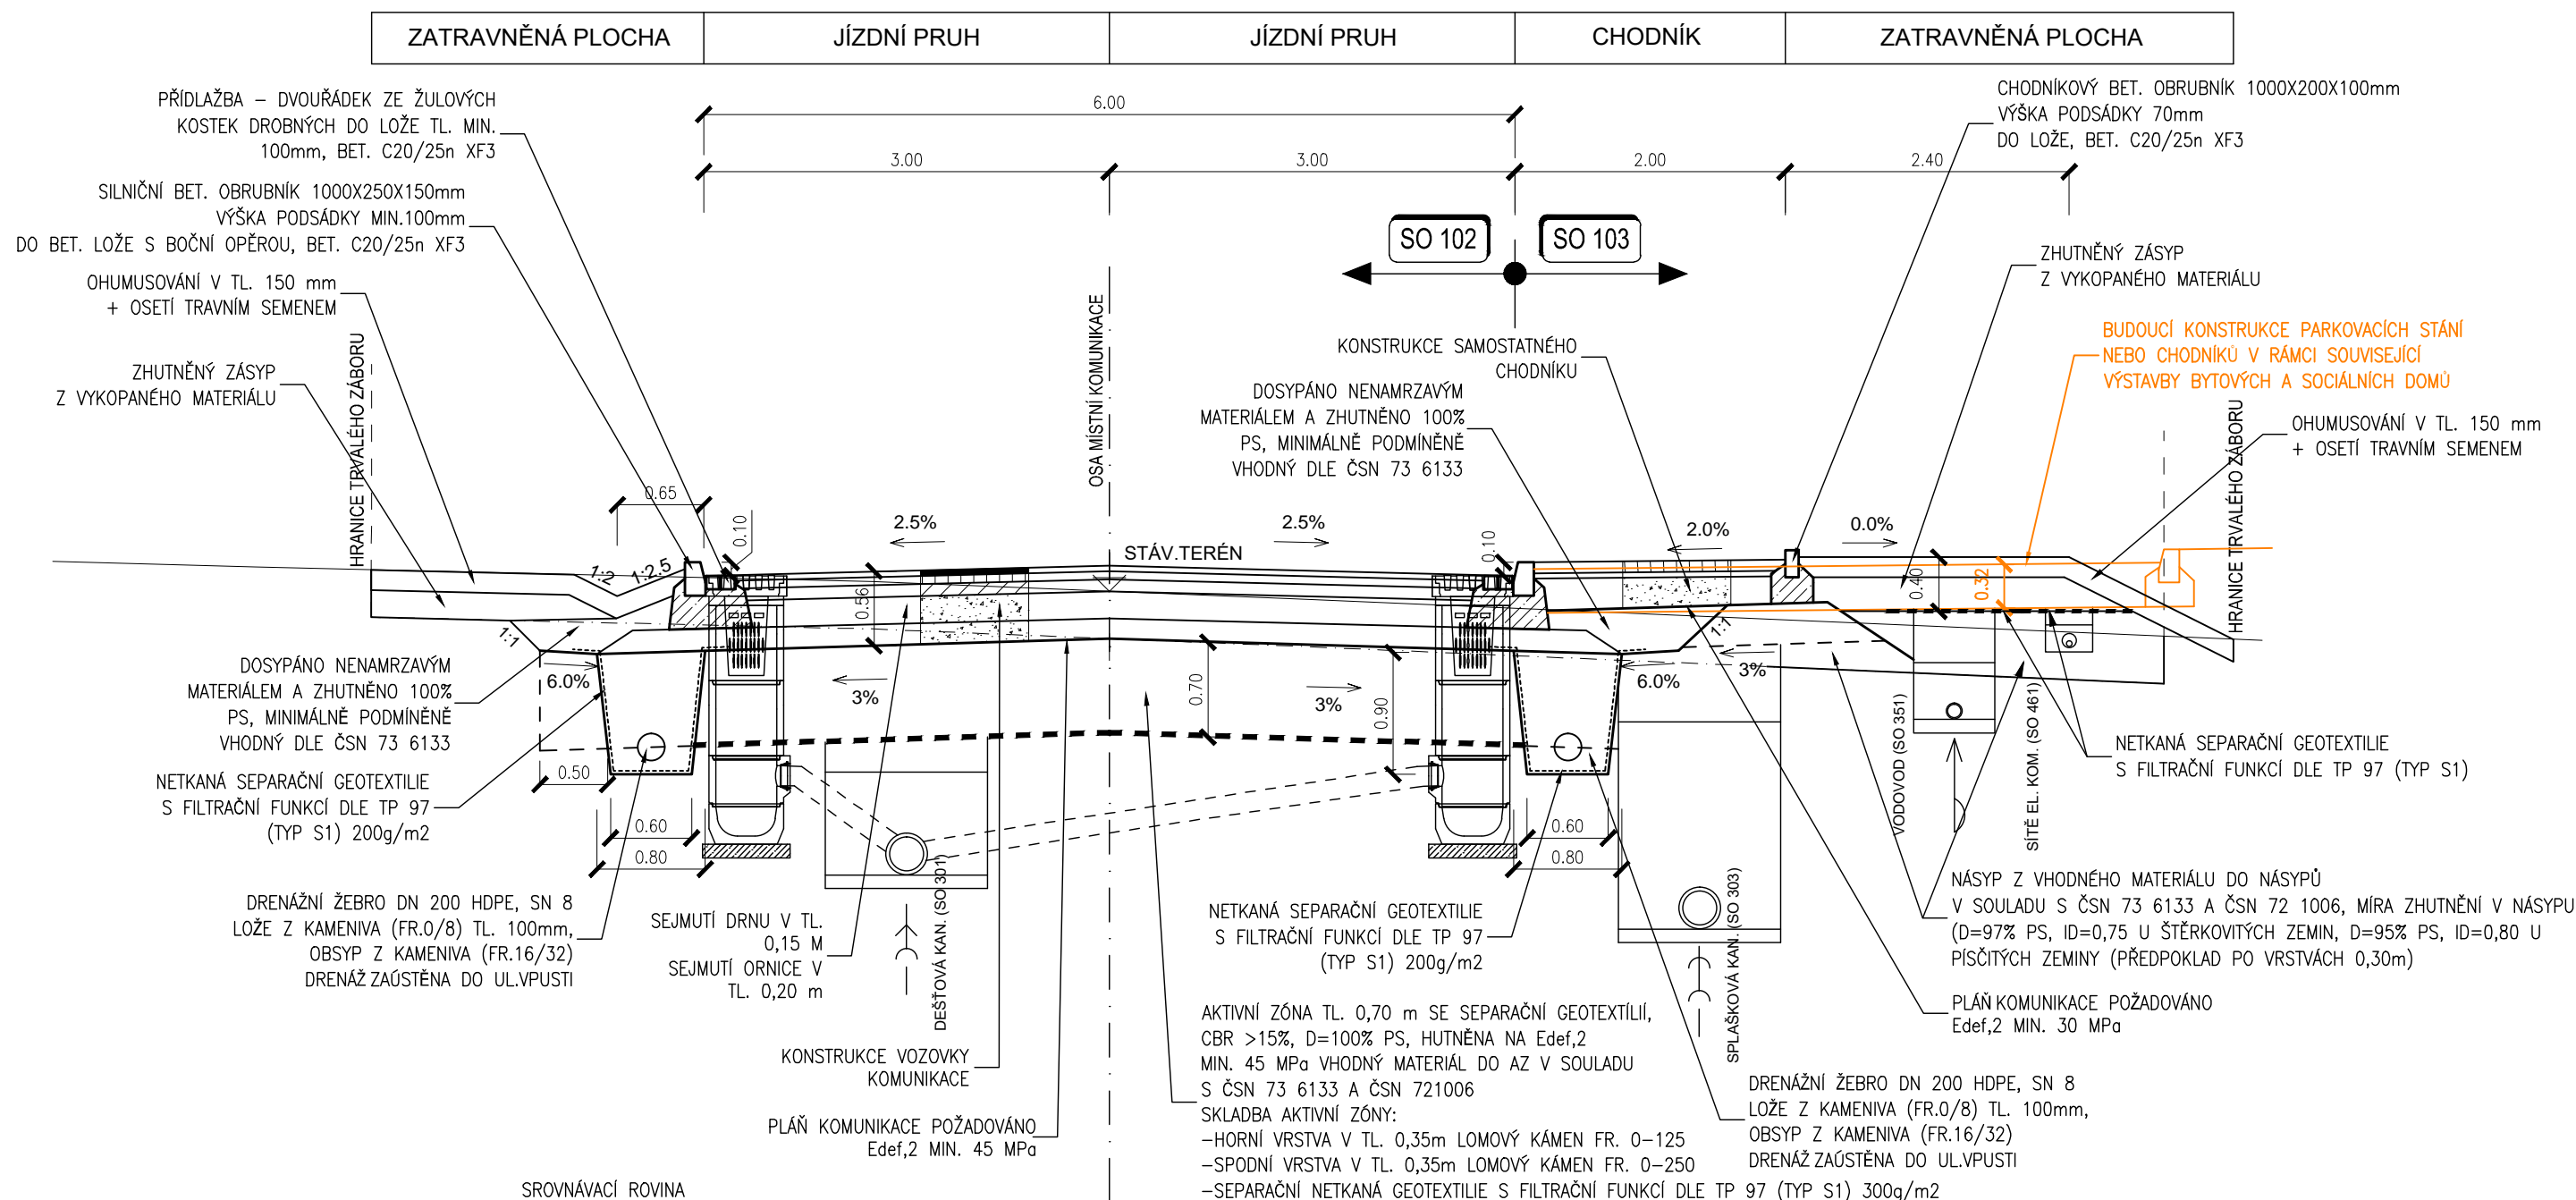 ZATRAVNĚNÁ PLOCHA
JÍZDNÍ PRUH
JÍZDNÍ PRUH
CHODNÍK
ZATRAVNĚNÁ PLOCHA
PŘÍDLAŽBA – DVOUŘÁDEK ZE ŽULOVÝCH
KOSTEK DROBNÝCH DO LOŽE TL. MIN.
100mm, BET. C20/25n XF3
SILNIČNÍ BET. OBRUBNÍK 1000X250X150mm
VÝŠKA PODSÁDKY MIN.100mm
DO BET. LOŽE S BOČNÍ OPĚROU, BET. C20/25n XF3
OHUMUSOVÁNÍ V TL. 150 mm
+ OSETÍ TRAVNÍM SEMENEM
ZHUTNĚNÝ ZÁSYP
Z VYKOPANÉHO MATERIÁLU
HRANICE TRVALÉHO ZÁBORU
6.00
3.00
3.00
2.00
2.40
CHODNÍKOVÝ BET. OBRUBNÍK 1000X200X100mm
VÝŠKA PODSÁDKY 70mm
DO LOŽE, BET. C20/25n XF3
SO 102
SO 103
ZHUTNĚNÝ ZÁSYP
Z VYKOPANÉHO MATERIÁLU
OSA MÍSTNÍ KOMUNIKACE
KONSTRUKCE SAMOSTATNÉHO
CHODNÍKU
BUDOUCÍ KONSTRUKCE PARKOVACÍCH STÁNÍ
NEBO CHODNÍKŮ V RÁMCI SOUVISEJÍCÍ
VÝSTAVBY BYTOVÝCH A SOCIÁLNÍCH DOMŮ
DOSYPÁNO NENAMRZAVÝM
MATERIÁLEM A ZHUTNĚNO 100%
PS, MINIMÁLNĚ PODMÍNĚNĚ
VHODNÝ DLE ČSN 73 6133
HRANICE TRVALÉHO ZÁBORU
OHUMUSOVÁNÍ V TL. 150 mm
+ OSETÍ TRAVNÍM SEMENEM
0.65
0.10
2.5%
2.5%
0.10
2.0%
0.0%
STÁV.TERÉN
1:2
1:2.5
0.56
0.40
0.32
1:1
1:1
DOSYPÁNO NENAMRZAVÝM
MATERIÁLEM A ZHUTNĚNO 100%
PS, MINIMÁLNĚ PODMÍNĚNĚ
VHODNÝ DLE ČSN 73 6133
6.0%
3%
0.70
3%
0.90
6.0%
3%
NETKANÁ SEPARAČNÍ GEOTEXTILIE
S FILTRAČNÍ FUNKCÍ DLE TP 97
(TYP S1) 200g/m2
0.50
0.60
0.80
0.60
0.80
VODOVOD (SO 351)
SÍTĚ EL. KOM. (SO 461)
NETKANÁ SEPARAČNÍ GEOTEXTILIE
S FILTRAČNÍ FUNKCÍ DLE TP 97 (TYP S1)
DRENÁŽNÍ ŽEBRO DN 200 HDPE, SN 8
LOŽE Z KAMENIVA (FR.0/8) TL. 100mm,
OBSYP Z KAMENIVA (FR.16/32)
DRENÁŽ ZAÚSTĚNA DO UL.VPUSTI
SEJMUTÍ DRNU V TL.
0,15 M
SEJMUTÍ ORNICE V
TL. 0,20 m
DEŠŤOVÁ KAN. (SO 301)
NETKANÁ SEPARAČNÍ GEOTEXTILIE
S FILTRAČNÍ FUNKCÍ DLE TP 97
(TYP S1) 200g/m2
SPLAŠKOVÁ KAN. (SO 303)
NÁSYP Z VHODNÉHO MATERIÁLU DO NÁSYPŮ
V SOULADU S ČSN 73 6133 A ČSN 72 1006, MÍRA ZHUTNĚNÍ V NÁSYPU
(D=97% PS, ID=0,75 U ŠTĚRKOVITÝCH ZEMIN, D=95% PS, ID=0,80 U
PÍSČITÝCH ZEMINY (PŘEDPOKLAD PO VRSTVÁCH 0,30m)
PLÁŇ KOMUNIKACE POŽADOVÁNO
Edef,2 MIN. 30 MPa
KONSTRUKCE VOZOVKY
KOMUNIKACE
PLÁŇ KOMUNIKACE POŽADOVÁNO
Edef,2 MIN. 45 MPa
AKTIVNÍ ZÓNA TL. 0,70 m SE SEPARAČNÍ GEOTEXTÍLIÍ,
CBR >15%, D=100% PS, HUTNĚNA NA Edef,2
MIN. 45 MPa VHODNÝ MATERIÁL DO AZ V SOULADU
S ČSN 73 6133 A ČSN 721006
SKLADBA AKTIVNÍ ZÓNY:
–HORNÍ VRSTVA V TL. 0,35m LOMOVÝ KÁMEN FR. 0–125
–SPODNÍ VRSTVA V TL. 0,35m LOMOVÝ KÁMEN FR. 0–250
–SEPARAČNÍ NETKANÁ GEOTEXTILIE S FILTRAČNÍ FUNKCÍ DLE TP 97 (TYP S1) 300g/m2
DRENÁŽNÍ ŽEBRO DN 200 HDPE, SN 8
LOŽE Z KAMENIVA (FR.0/8) TL. 100mm,
OBSYP Z KAMENIVA (FR.16/32)
DRENÁŽ ZAÚSTĚNA DO UL.VPUSTI
SROVNÁVACÍ ROVINA